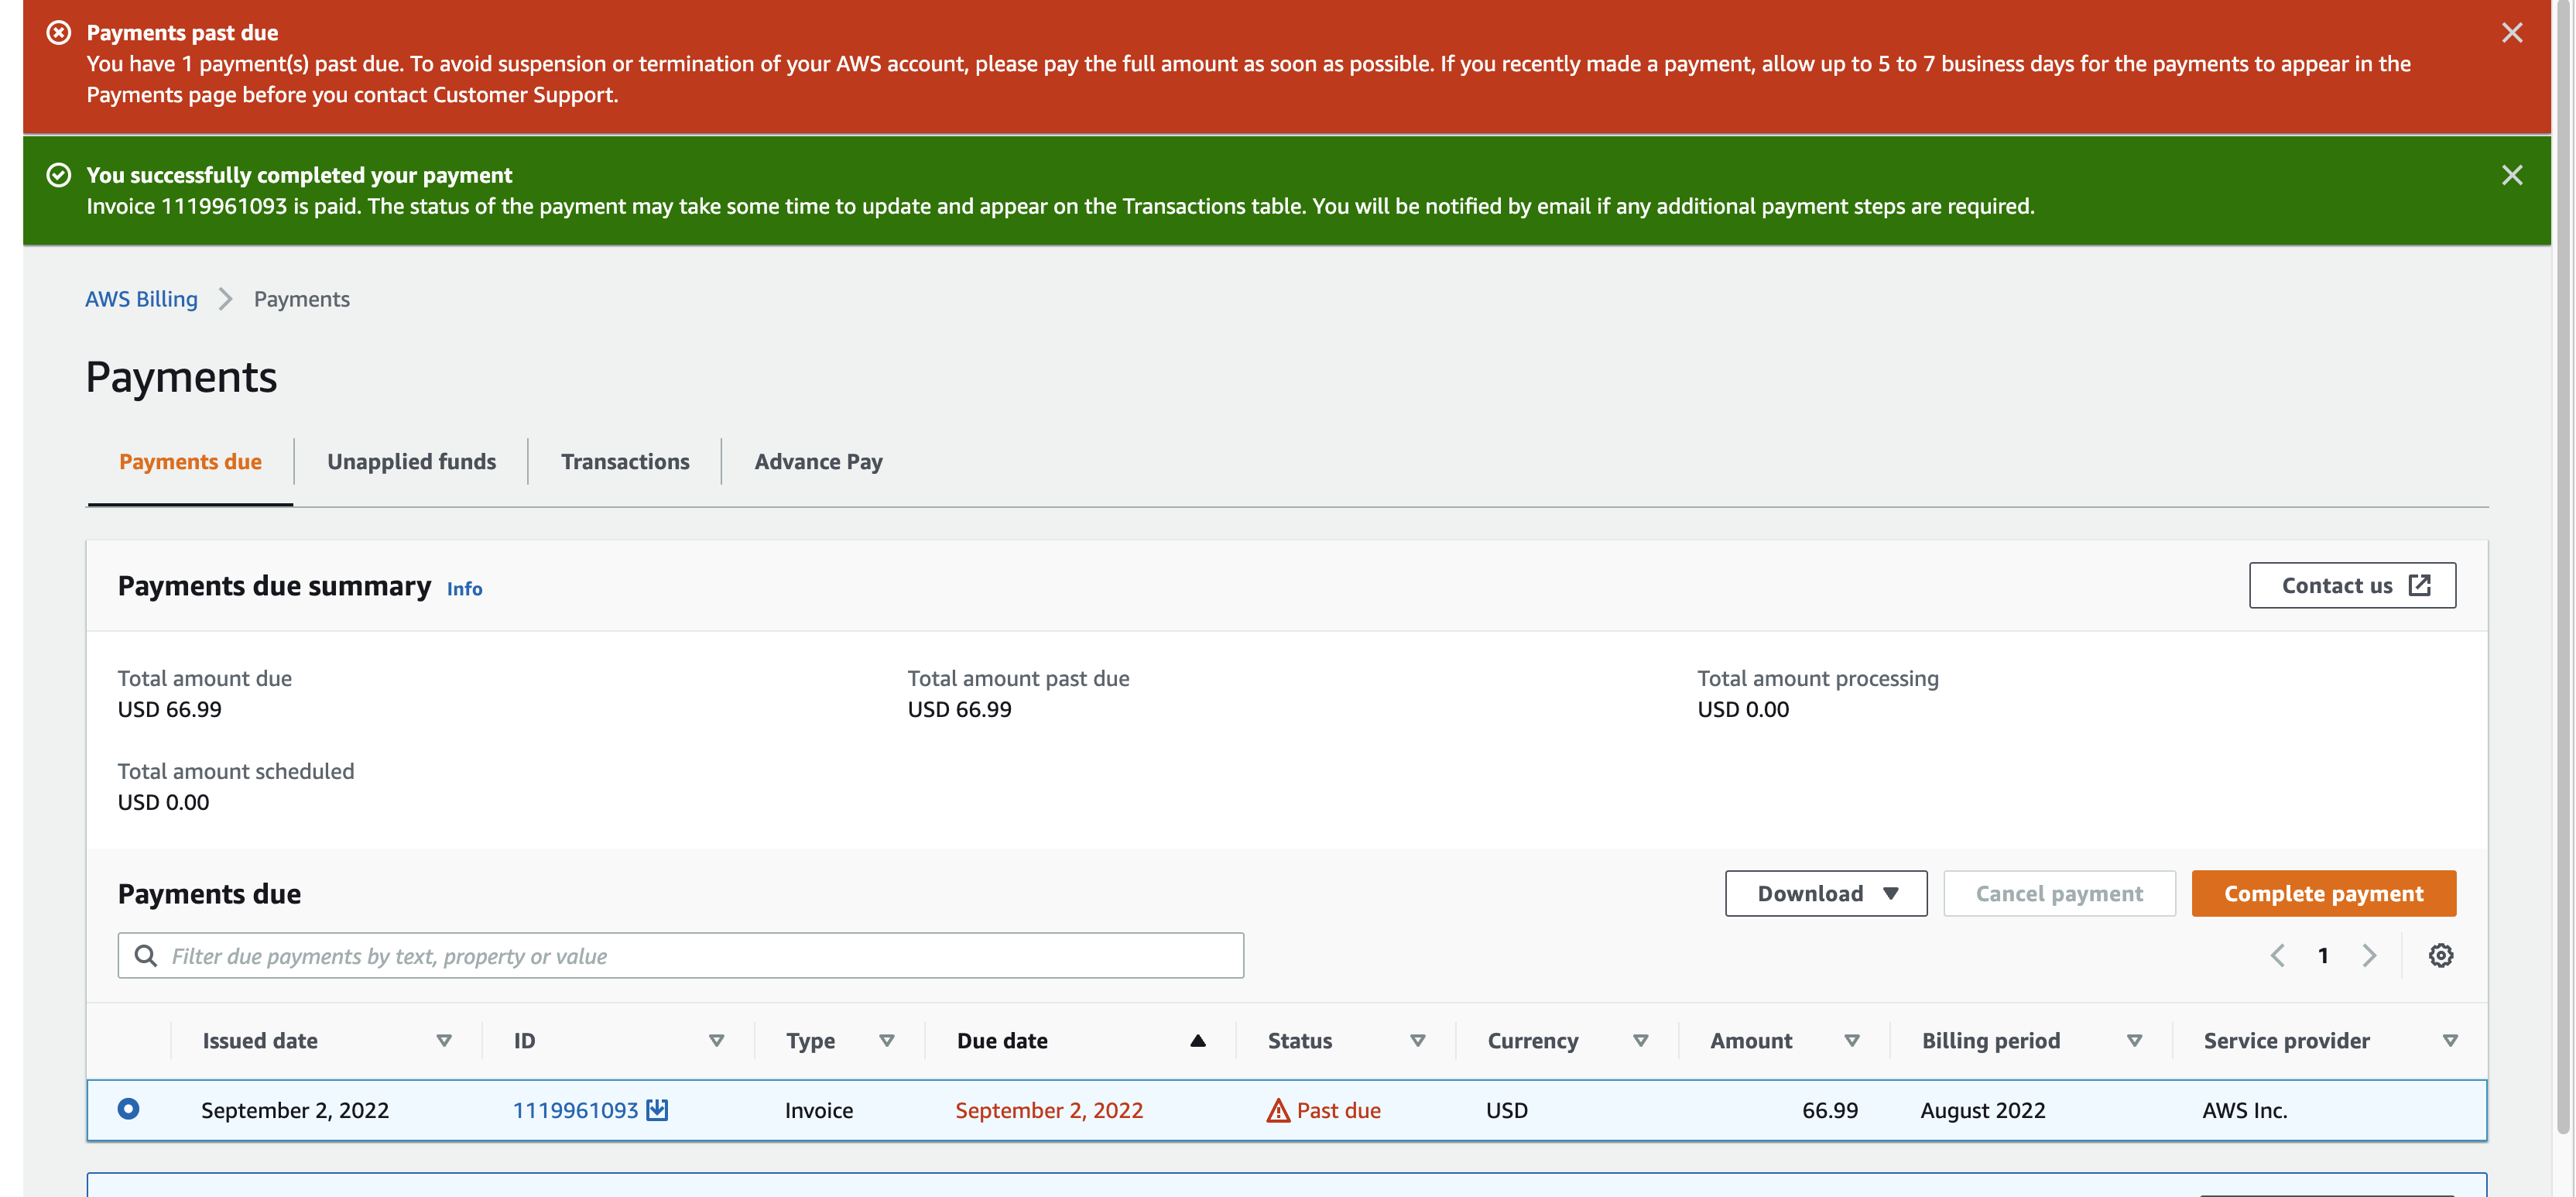 Payments past due
You have 1 payment(s) past due. To avoid suspension or termination of your AWS account, please pay the full amount as soon as possible. If you recently made a payment, allow up to 5 to 7 business days for the payments to appear in the
Payments page before you contact Customer Support.
You successfully completed your payment
Invoice 1119961093 is paid. The status of the payment may take some time to update and appear on the Transactions table. You will be notified by email if any additional payment steps are required.
AWS Billing Payments
Payments
Payments due Unapplied funds Transactions Advance Pay
Payments due summary Info Contact us
Total amount due Total amount past due Total amount processing
USD 66.99 USD 66.99 USD 0.00
Total amount scheduled
USD 0.00
Payments due Download Cancel payment Complete payment
Filter due payments by text, property or value 1
Issued date ID Type Due date Status Currency Amount Billing period Service provider
September 2, 2022 1119961093 Invoice September 2, 2022 Past due USD 66.99 August 2022 AWS Inc.